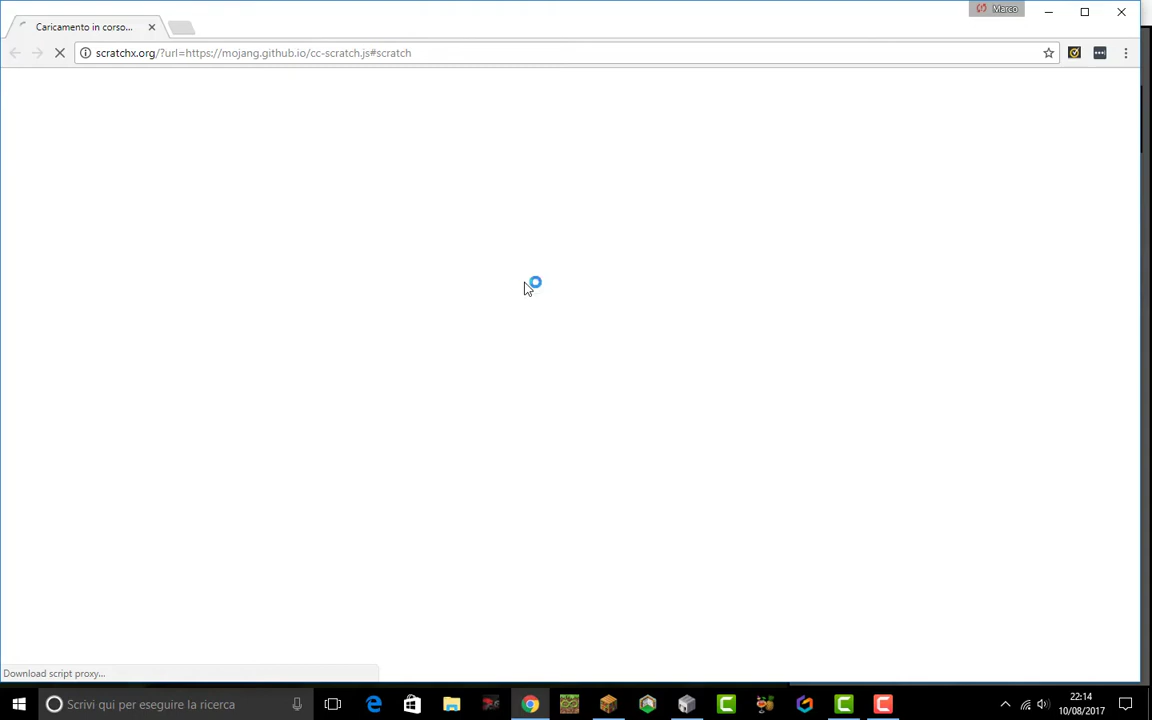 Marco
Caricamento in corso...
scratchx.org/?url=https://mojang.github.io/cc-scratch.js#scratch
Download script proxy...
Scrivi qui per eseguire la ricerca
22:14
10/08/2017